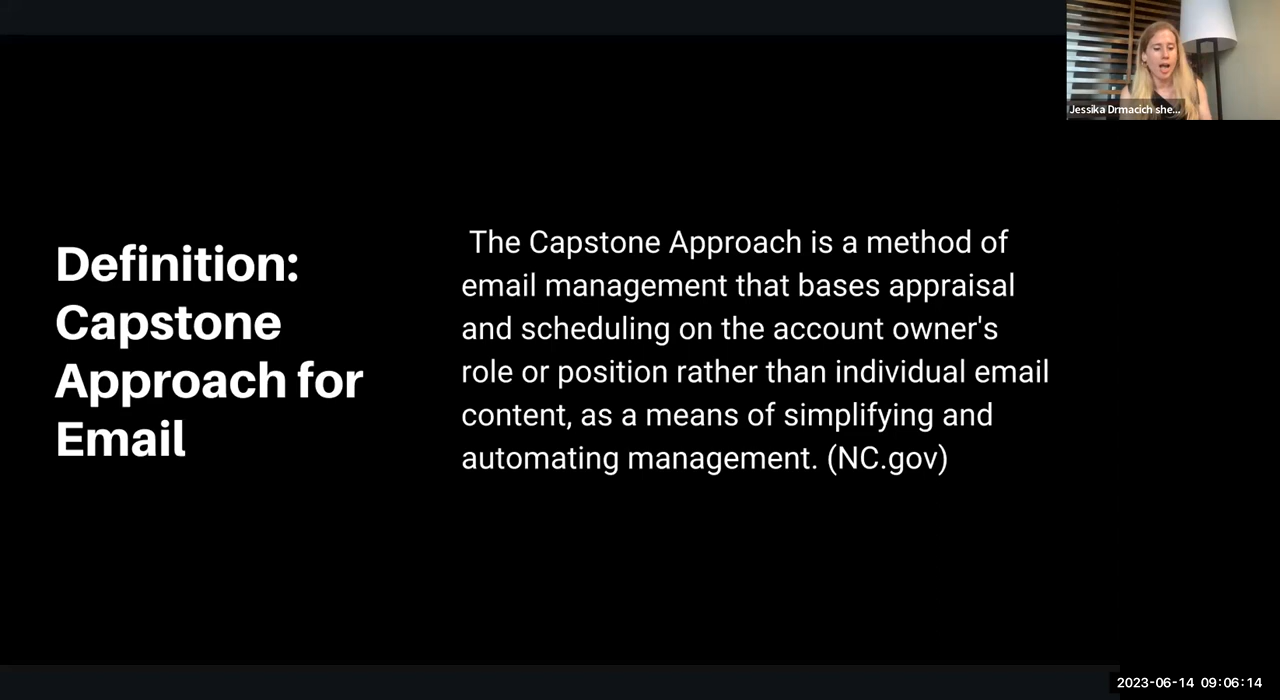 Jessika Drmacich she...
Definition:
Capstone
Approach for
Email
The Capstone Approach is a method of
email management that bases appraisal
and scheduling on the account owner's
role or position rather than individual email
content, as a means of simplifying and
automating management. (NC.gov)
2023-06-14 09:06:14